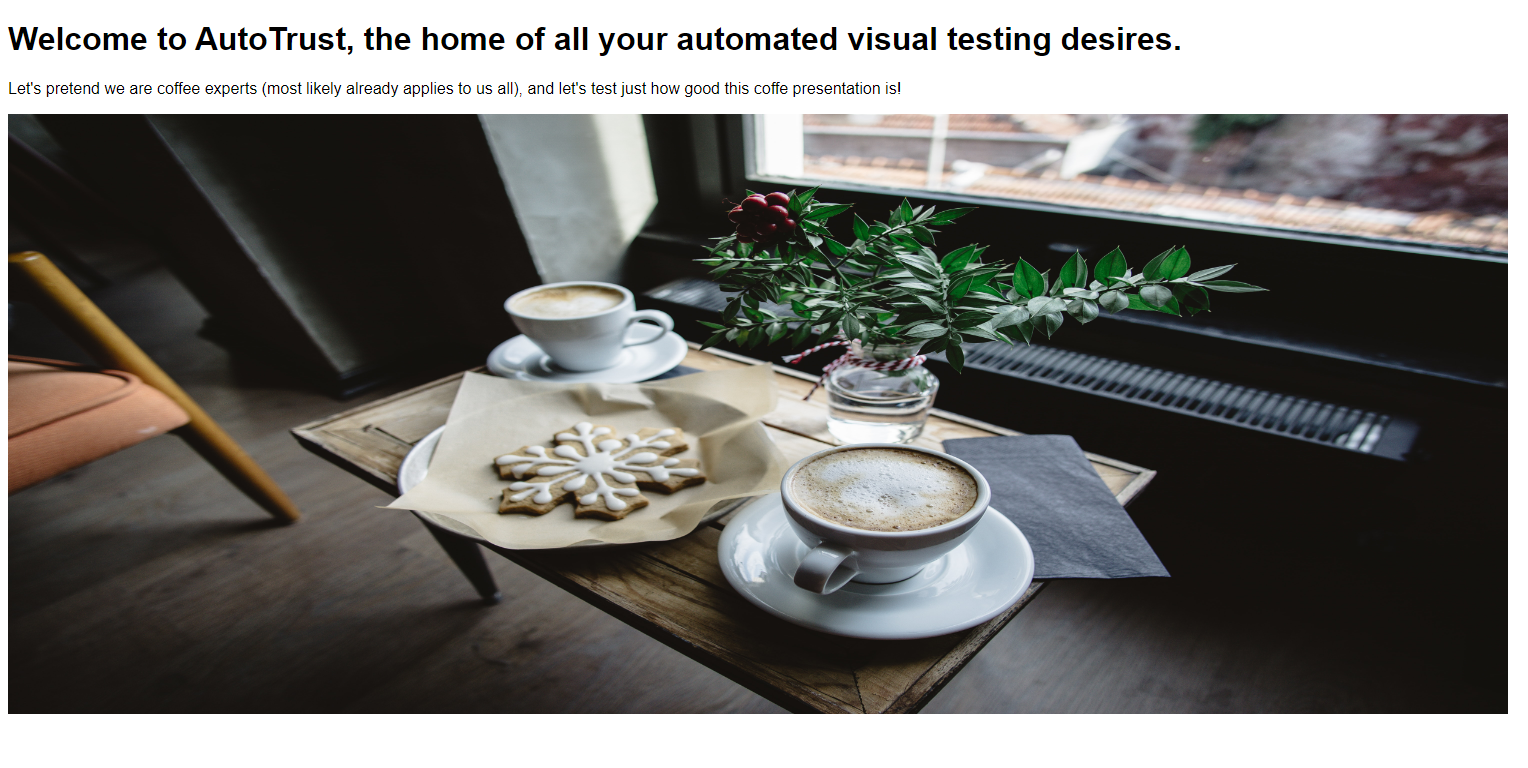 Welcome to AutoTrust, the home of all your automated visual testing desires.
Let's pretend we are coffee experts (most likely already applies to us all), and let's test just how good this coffe presentation is!